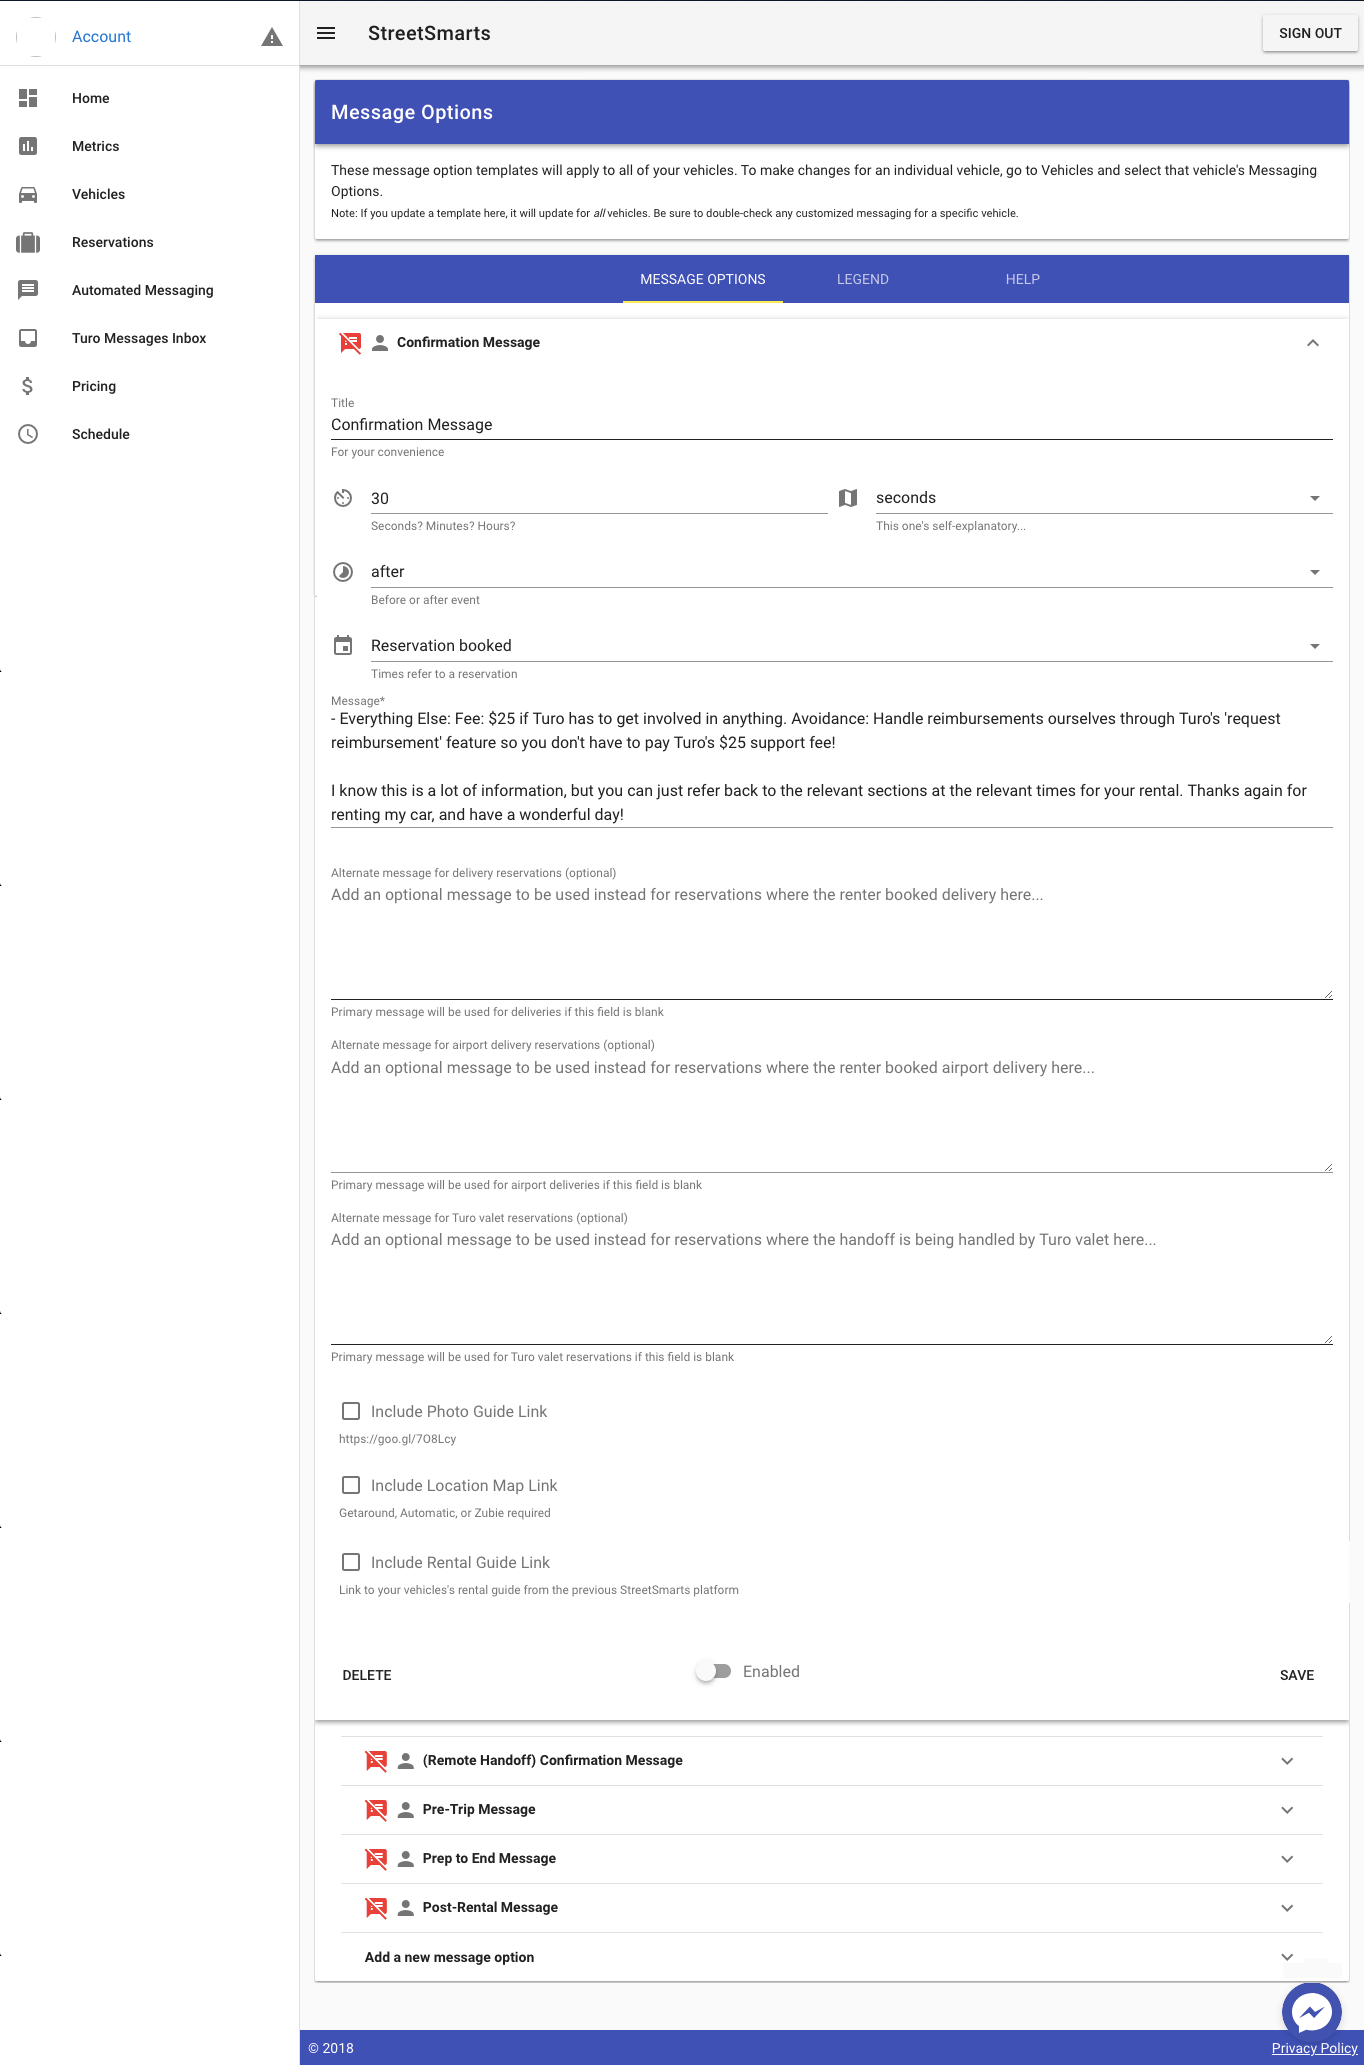 Account
StreetSmarts
SIGN OUT
Home
Metrics
Vehicles
Reservations
Automated Messaging
Turo Messages Inbox
Pricing
Schedule
Message Options
These message option templates will apply to all of your vehicles. To make changes for an individual vehicle, go to Vehicles and select that vehicle's Messaging
Options.
Note: If you update a template here, it will update for all vehicles. Be sure to double-check any customized messaging for a specific vehicle.
MESSAGE OPTIONS
LEGEND
HELP
Confirmation Message
Title
Confirmation Message
For your convenience
30
seconds
Seconds? Minutes? Hours?
This one's self-explanatory...
after
Before or after event
Reservation booked
Times refer to a reservation
Message*
- Everything Else: Fee: $25 if Turo has to get involved in anything. Avoidance: Handle reimbursements ourselves through Turo's 'request
reimbursement' feature so you don't have to pay Turo's $25 support fee!
I know this is a lot of information, but you can just refer back to the relevant sections at the relevant times for your rental. Thanks again for
renting my car, and have a wonderful day!
Alternate message for delivery reservations (optional)
Add an optional message to be used instead for reservations where the renter booked delivery here...
Primary message will be used for deliveries if this field is blank
Alternate message for airport delivery reservations (optional)
Add an optional message to be used instead for reservations where the renter booked airport delivery here...
Primary message will be used for airport deliveries if this field is blank
Alternate message for Turo valet reservations (optional)
Add an optional message to be used instead for reservations where the handoff is being handled by Turo valet here...
Primary message will be used for Turo valet reservations if this field is blank
Include Photo Guide Link
https://goo.gl/7O8Lcy
Include Location Map Link
Getaround, Automatic, or Zubie required
Include Rental Guide Link
Link to your vehicles's rental guide from the previous StreetSmarts platform
DELETE
Enabled
SAVE
(Remote Handoff) Confirmation Message
Pre-Trip Message
Prep to End Message
Post-Rental Message
Add a new message option
© 2018
Privacy Policy